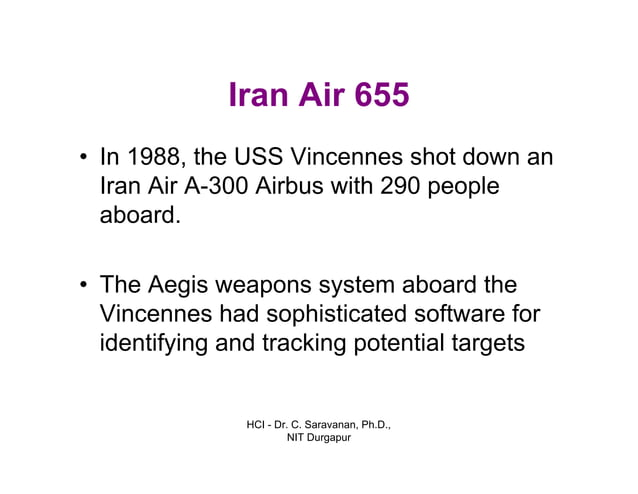 Iran Air 655
• In 1988, the USS Vincennes shot down an
Iran Air A-300 Airbus with 290 people
aboard.
• The Aegis weapons system aboard the
Vincennes had sophisticated software for
identifying and tracking potential targets
HCI - Dr. C. Saravanan, Ph.D.,
NIT Durgapur